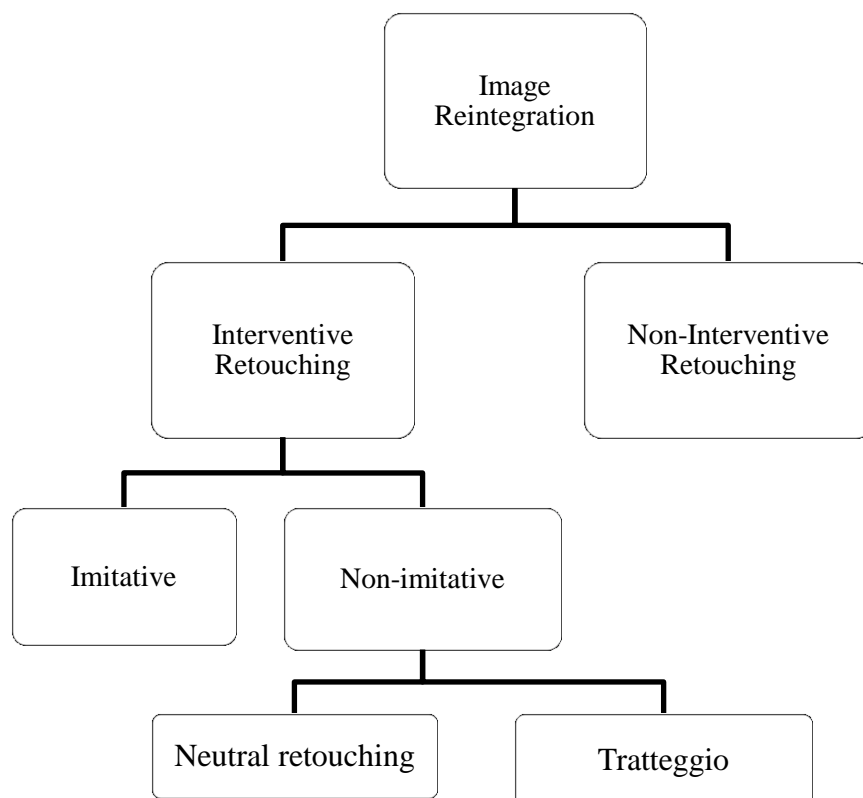 Image
Reintegration
Interventive
Retouching
Non-Interventive
Retouching
Imitative
Non-imitative
Neutral retouching
Tratteggio